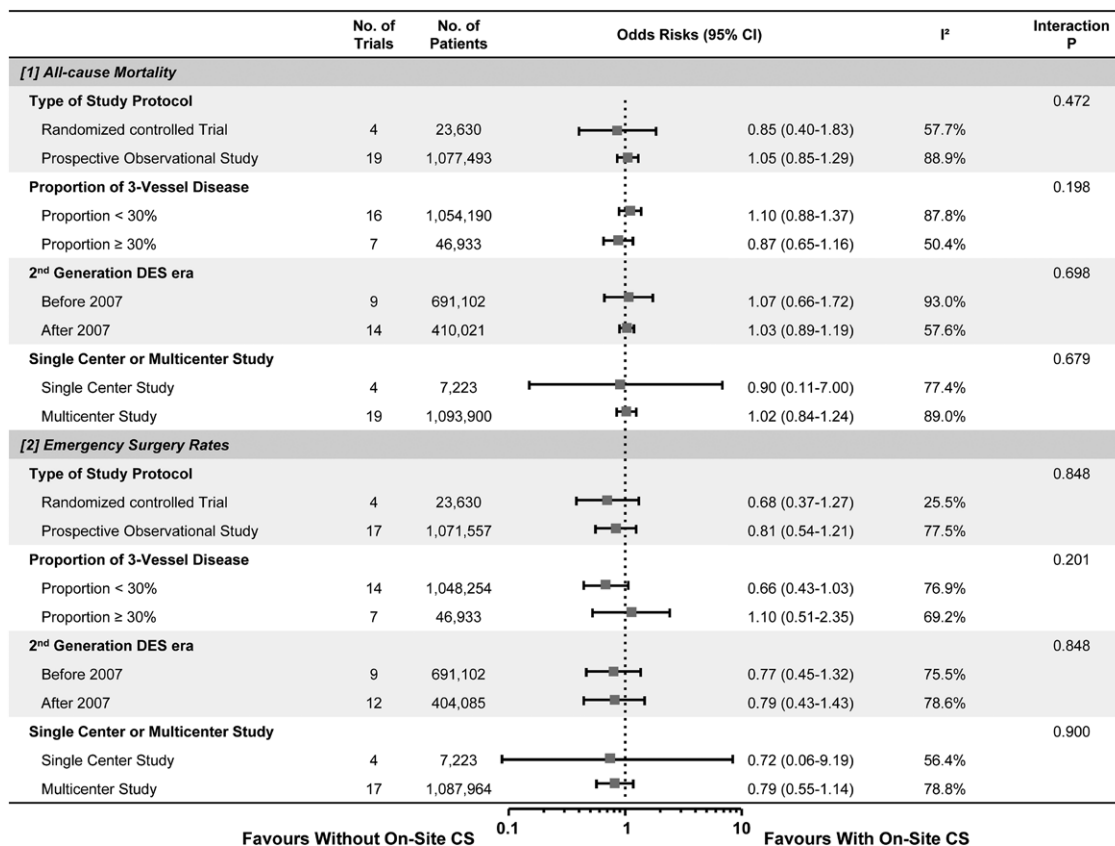 No. of Trials No. of Patients Odds Risks (95% CI) I² Interaction P
[1] All-cause Mortality
Type of Study Protocol 0.472
Randomized controlled Trial 4 23,630 0.85 (0.40-1.83) 57.7%
Prospective Observational Study 19 1,077,493 1.05 (0.85-1.29) 88.9%
Proportion of 3-Vessel Disease 0.198
Proportion < 30% 16 1,054,190 1.10 (0.88-1.37) 87.8%
Proportion ≥ 30% 7 46,933 0.87 (0.65-1.16) 50.4%
2nd Generation DES era 0.698
Before 2007 9 691,102 1.07 (0.66-1.72) 93.0%
After 2007 14 410,021 1.03 (0.89-1.19) 57.6%
Single Center or Multicenter Study 0.679
Single Center Study 4 7,223 0.90 (0.11-7.00) 77.4%
Multicenter Study 19 1,093,900 1.02 (0.84-1.24) 89.0%
[2] Emergency Surgery Rates
Type of Study Protocol 0.848
Randomized controlled Trial 4 23,630 0.68 (0.37-1.27) 25.5%
Prospective Observational Study 17 1,071,557 0.81 (0.54-1.21) 77.5%
Proportion of 3-Vessel Disease 0.201
Proportion < 30% 14 1,048,254 0.66 (0.43-1.03) 76.9%
Proportion ≥ 30% 7 46,933 1.10 (0.51-2.35) 69.2%
2nd Generation DES era 0.848
Before 2007 9 691,102 0.77 (0.45-1.32) 75.5%
After 2007 12 404,085 0.79 (0.43-1.43) 78.6%
Single Center or Multicenter Study 0.900
Single Center Study 4 7,223 0.72 (0.06-9.19) 56.4%
Multicenter Study 17 1,087,964 0.79 (0.55-1.14) 78.8%
0.1 1 10
Favours Without On-Site CS Favours With On-Site CS